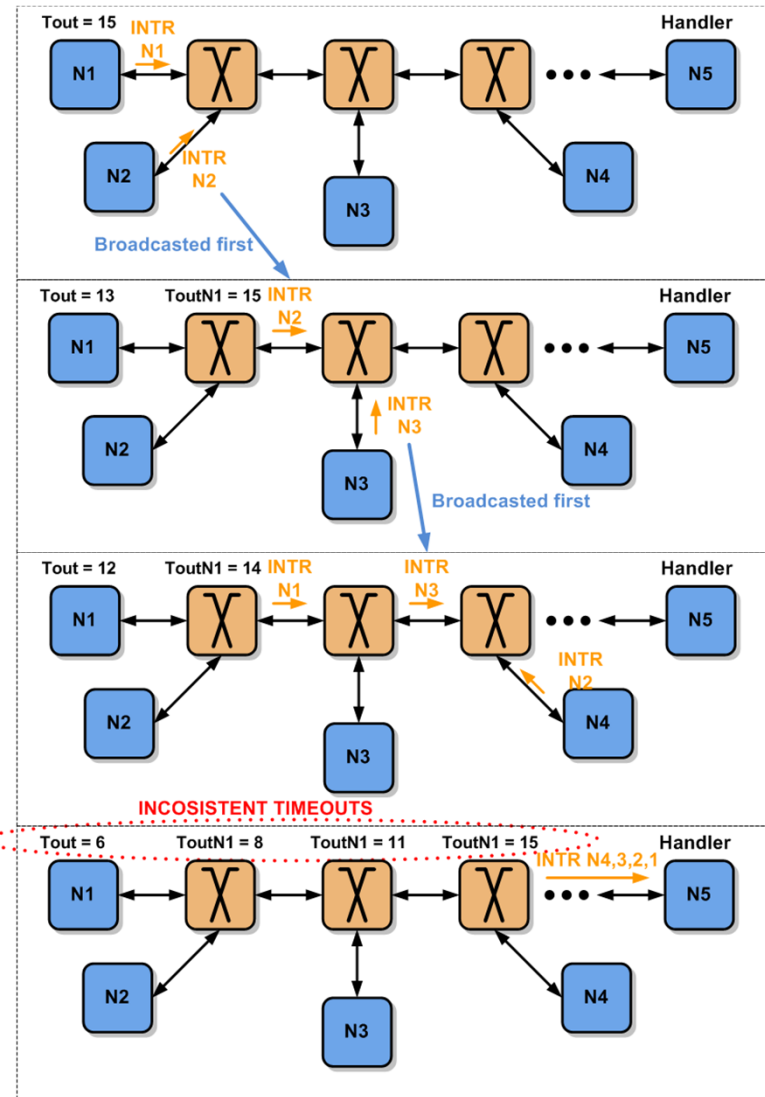 Tout = 15
INTR
N1
Handler
N1
N5
N2
INTR
N2
N3
N4
Broadcasted first
Tout = 13
ToutN1 = 15
INTR
N2
Handler
N1
N5
N2
INTR
N3
N3
N4
Broadcasted first
Tout = 12
ToutN1 = 14
INTR
N1
INTR
N3
Handler
N1
N5
INTR
N2
N2
N3
N4
INCOSISTENT TIMEOUTS
Tout = 6
ToutN1 = 8
ToutN1 = 11
ToutN1 = 15
Handler
INTR N4,3,2,1
N1
N5
N2
N3
N4